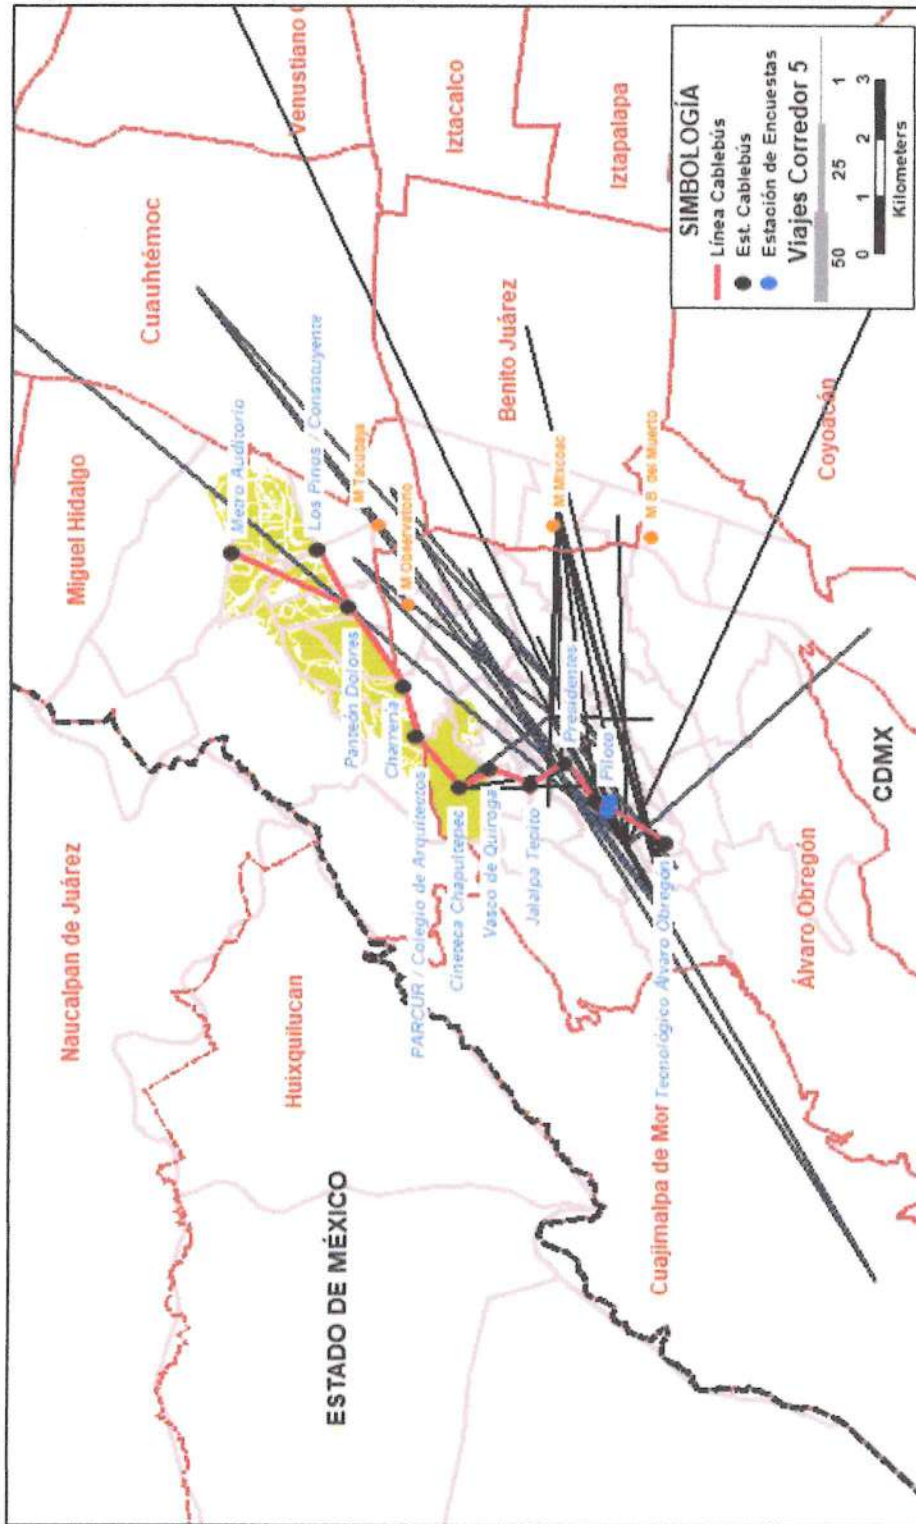 Naucalpan de Juárez
Miguel Hidalgo
Cuauhtémoc
Venustiano C
Huixquilucan
ESTADO DE MÉXICO
Metro Auditorio
Los Pinos / Constituyente
Panteón Dolores
M Tacubaya
M Observatorio
PARCUR / Colegio de Arquitectos
Cineteca Chapultepec
Vasco de Quiroga
Jalalpa Tepito
Presidentes
Piloto
Tecnológico Álvaro Obregón
Cuajimalpa de Mor
Iztacalco
Benito Juárez
Iztapalapa
M Mixcoac
M B. del Muerto
Álvaro Obregón
Coyoacán
CDMX
SIMBOLOGÍA
Línea Cablebús
Est. Cablebús
Estación de Encuestas
Viajes Corredor 5
50 25 1
0 1 2 3
Kilometers